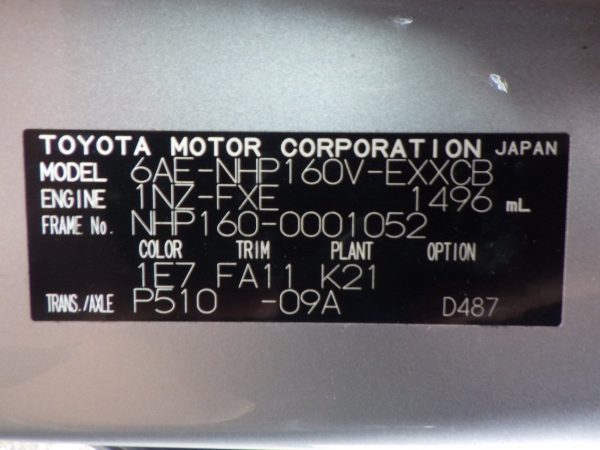 TOYOTA MOTOR CORPORATION JAPAN
MODEL 6AE-NHP160V-EXXCB
ENGINE 1NZ-FXE 1496 mL
FRAME No. NHP160-0001052
COLOR TRIM PLANT OPTION
1E7 FA11 K21
TRANS./AXLE P510 -09A D487